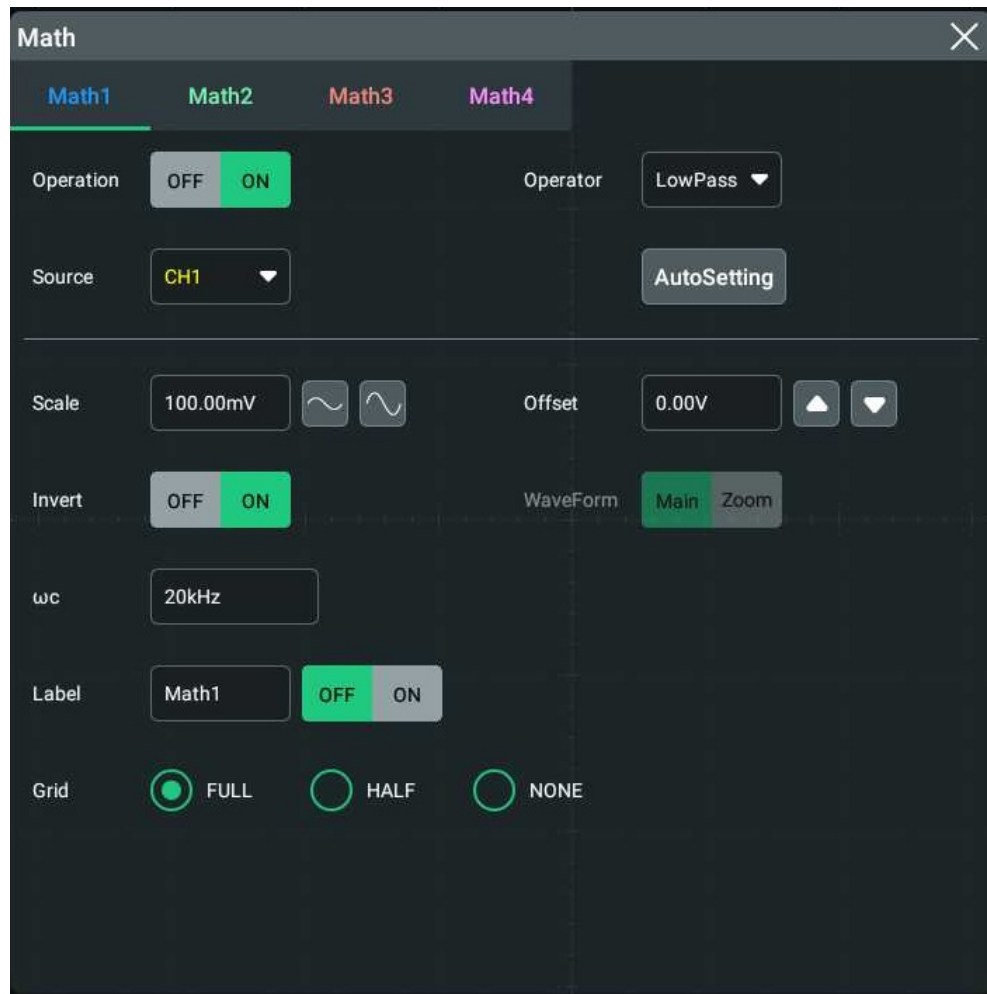 Math
Math1 Math2 Math3 Math4
Operation OFF ON Operator LowPass
Source CH1 AutoSetting
Scale 100.00mV Offset 0.00V
Invert OFF ON WaveForm Main Zoom
ωc 20kHz
Label Math1 OFF ON
Grid FULL HALF NONE